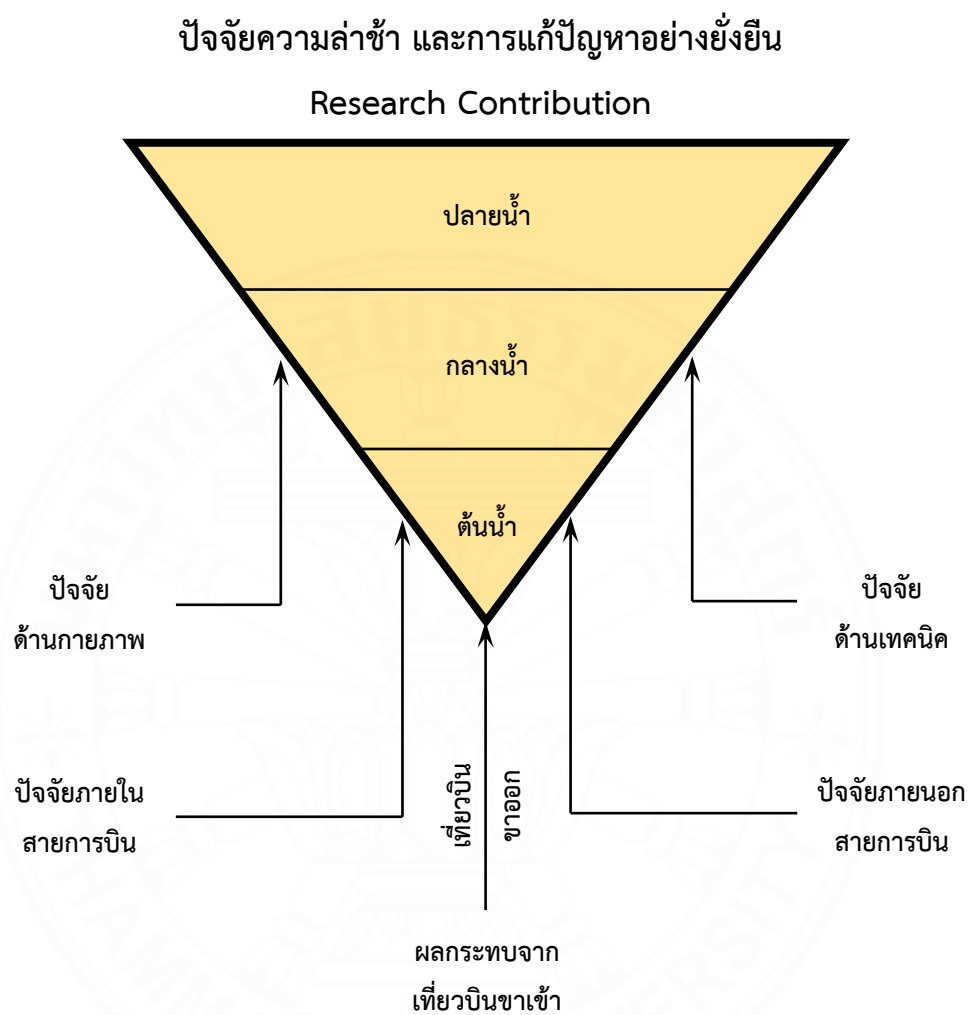 ปัจจัยความล่าช้า และการแก้ปัญหาอย่างยั่งยืน
Research Contribution
ปลายน้ำ
กลางน้ำ
ต้นน้ำ
ปัจจัย
ด้านกายภาพ
ปัจจัย
ด้านเทคนิค
ปัจจัยภายใน
สายการบิน
เที่ยวบิน
ขาออก
ปัจจัยภายนอก
สายการบิน
ผลกระทบจาก
เที่ยวบินขาเข้า